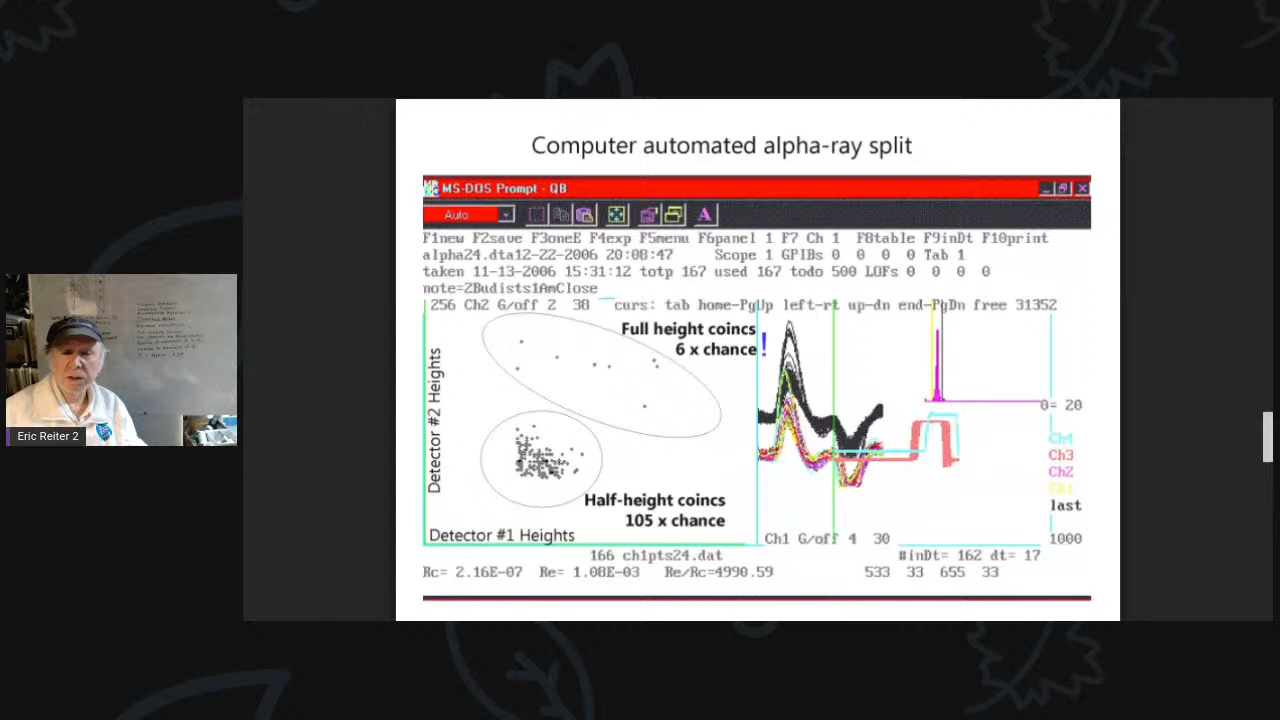 Computer automated alpha-ray split
MS-DOS Prompt - QB
Auto
A
F1new F2save F3oneE F4exp F5menu F6panel 1 F7 Ch 1 F8table F9inDt F10print
alpha24.dta12-22-2006 20:08:47 Scope 1 GPIBs 0 0 0 0 Tab 1
taken 11-13-2006 15:31:12 totp 167 used 167 todo 500 LOFs 0 0 0 0
note=2Budists1AmClose
256 Ch2 G/off 2 38 curs: tab home-PgUp left-rt up-dn end-PgDn free 31352
Full height coincs
6 x chance!
Detector #2 Heights
0= 20
Ch4
Ch3
Ch2
Ch1
last
Half-height coincs
105 x chance
Detector #1 Heights
Ch1 G/off 4 30
1000
166 ch1pts24.dat
#inDt= 162 dt= 17
Rc= 2.16E-07 Re= 1.08E-03 Re/Rc=4990.59
533 33 655 33
Eric Reiter 2